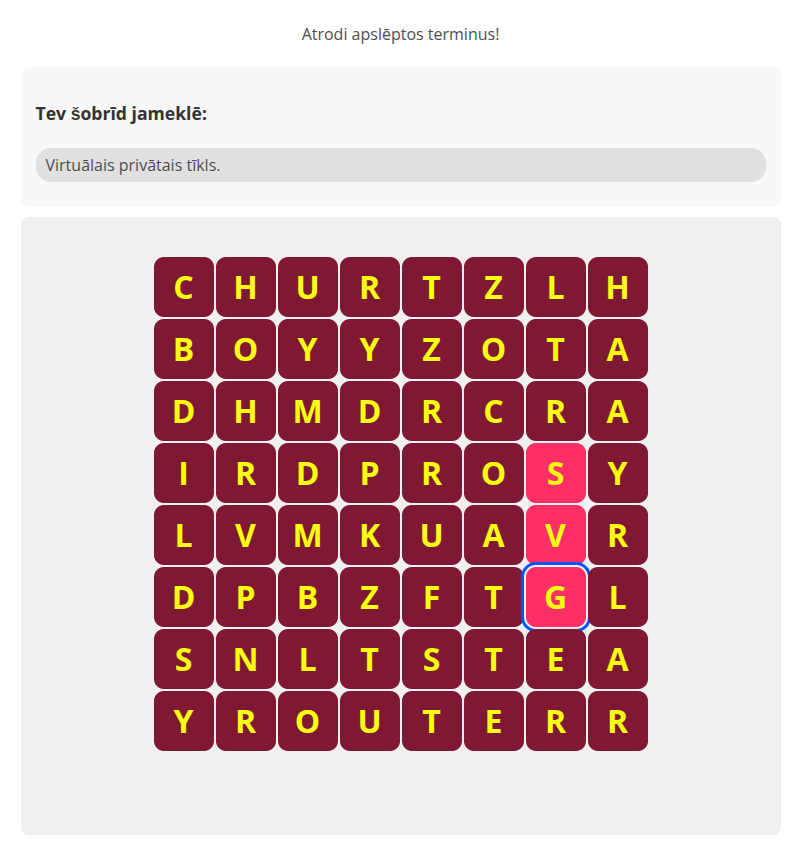 Atrodi apslēptos terminus!
Tev šobrīd jameklē:
Virtuālais privātais tīkls.
C H U R T Z L H
B O Y Y Z O T A
D H M D R C R A
I R D P R O S Y
L V M K U A V R
D P B Z F T G L
S N L T S T E A
Y R O U T E R R